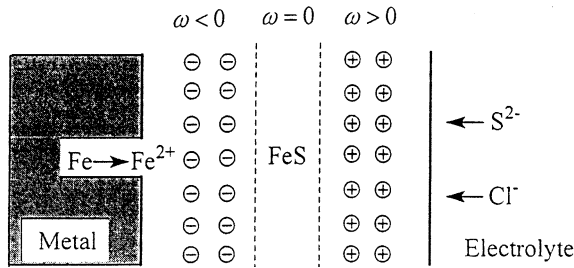 ω < 0 ω = 0 ω > 0
⊖ ⊖ ⊕ ⊕
⊖ ⊖ ⊕ ⊕
⊖ ⊖ ⊕ ⊕ S²⁻
Fe Fe²⁺ ⊖ ⊖ FeS ⊕ ⊕
⊖ ⊖ ⊕ ⊕ Cl⁻
⊖ ⊖ ⊕ ⊕
Metal ⊖ ⊖ ⊕ ⊕ Electrolyte